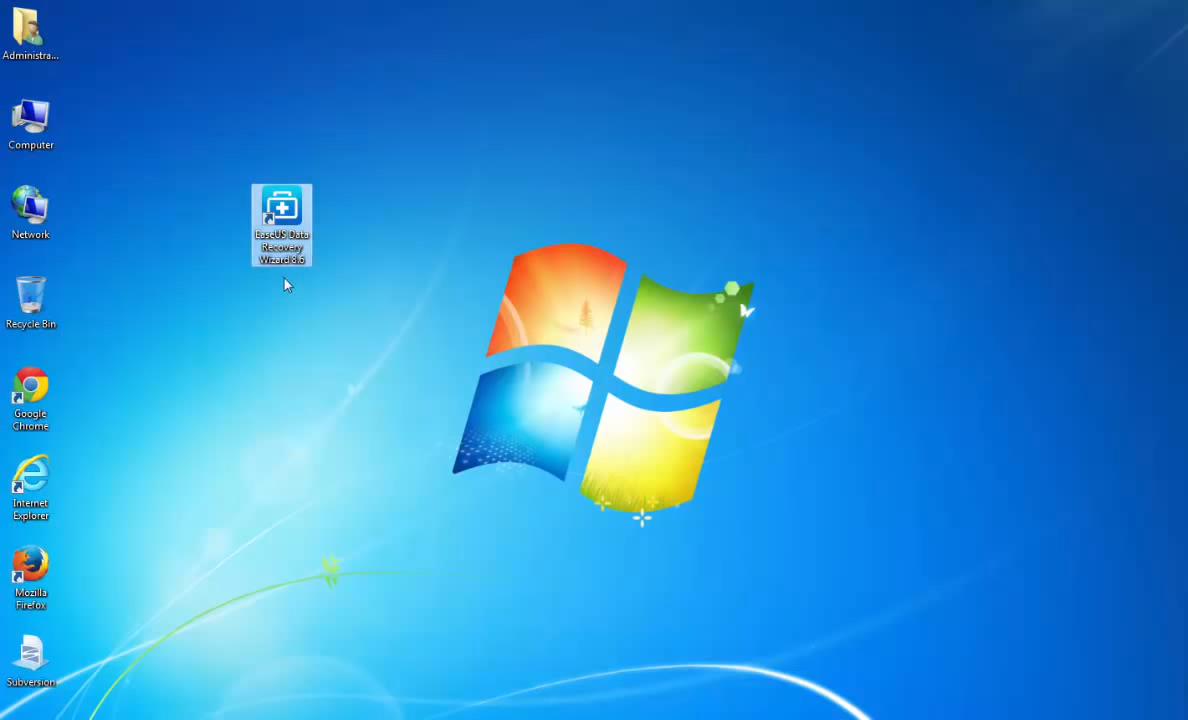 Administra...
Computer
Network
Recycle Bin
Google
Chrome
Internet
Explorer
Mozilla
Firefox
Subversion
EaseUS Data
Recovery
Wizard 8.6